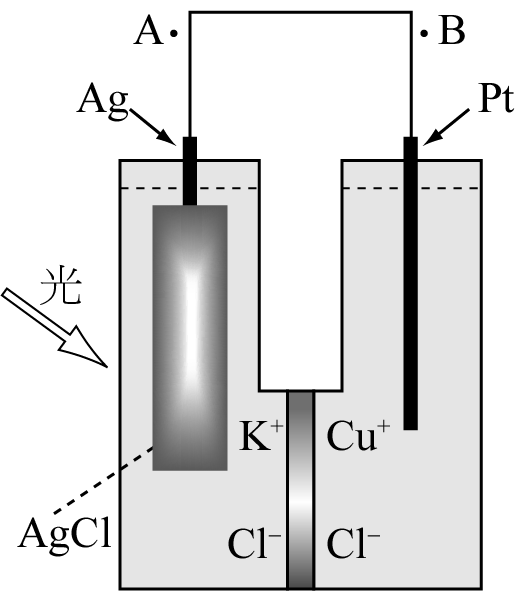 A B
Ag Pt
光
K⁺ Cu⁺
AgCl Cl⁻ Cl⁻